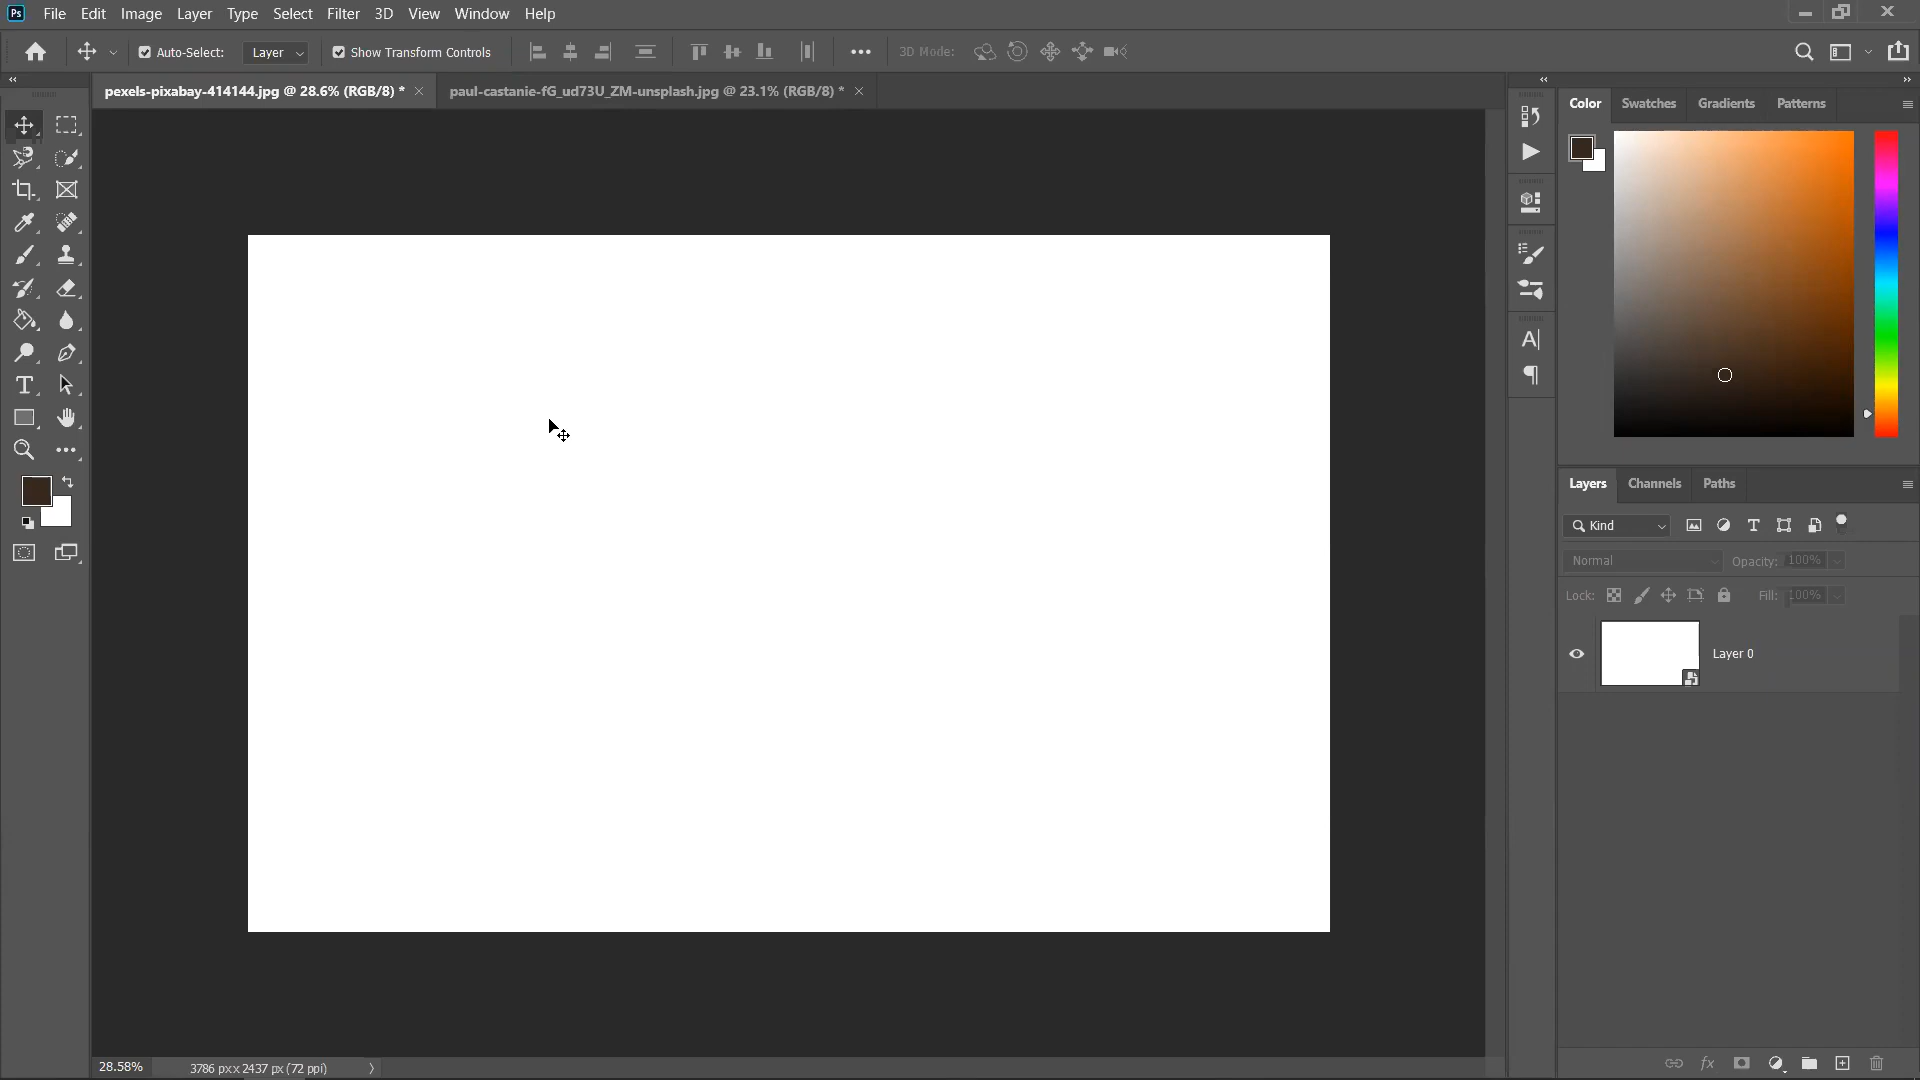 Ps File Edit Image Layer Type Select Filter 3D View Window Help
Auto-Select: Layer Show Transform Controls 3D Mode:
pexels-pixabay-414144.jpg @ 28.6% (RGB/8) * paul-castanie-fG_ud73U_ZM-unsplash.jpg @ 23.1% (RGB/8) *
Color Swatches Gradients Patterns
Layers Channels Paths
Kind
Normal Opacity: 100%
Lock: Fill: 100%
Layer 0
fx
28.58% 3786 px x 2437 px (72 ppi)